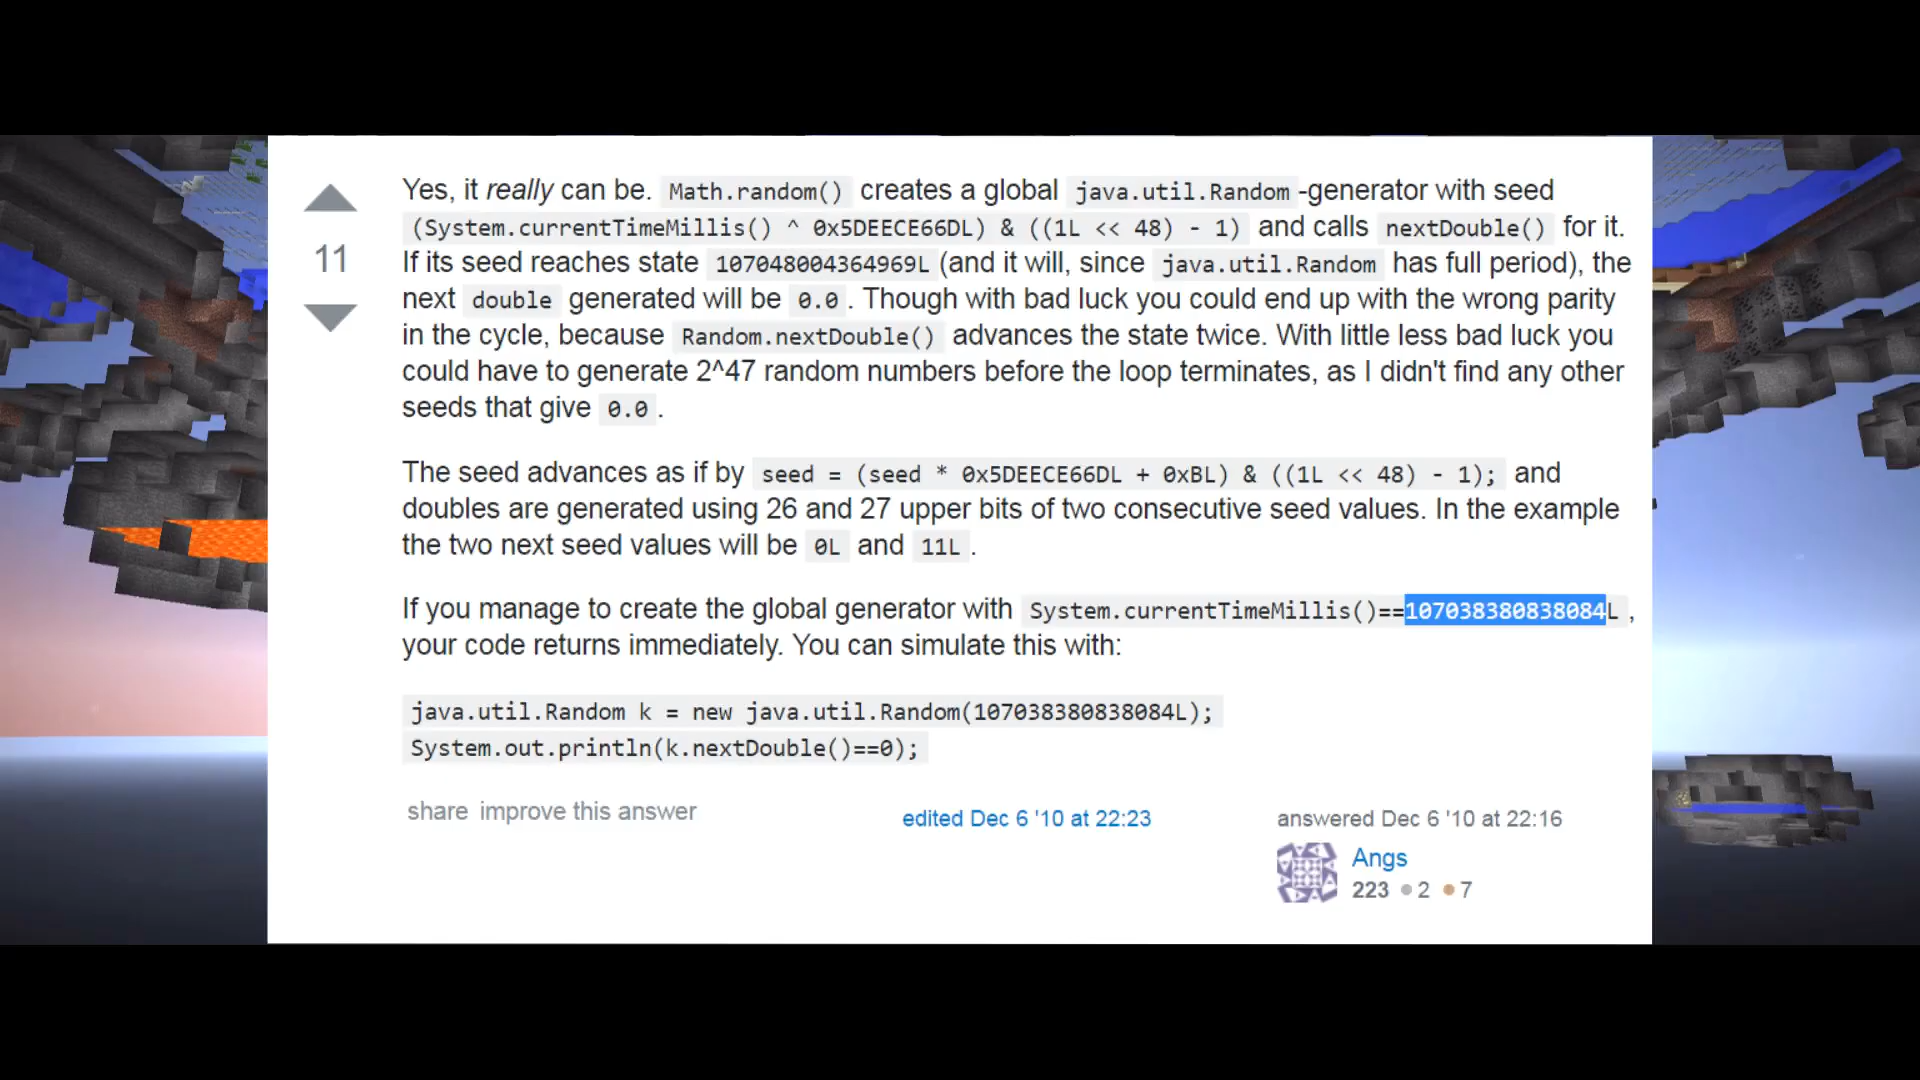 Yes, it really can be. Math.random() creates a global java.util.Random-generator with seed
(System.currentTimeMillis() ^ 0x5DEECE66DL) & ((1L << 48) - 1) and calls nextDouble() for it.
11
If its seed reaches state 107048004364969L (and it will, since java.util.Random has full period), the
next double generated will be 0.0. Though with bad luck you could end up with the wrong parity
in the cycle, because Random.nextDouble() advances the state twice. With little less bad luck you
could have to generate 2^47 random numbers before the loop terminates, as I didn't find any other
seeds that give 0.0.
The seed advances as if by seed = (seed * 0x5DEECE66DL + 0xBL) & ((1L << 48) - 1); and
doubles are generated using 26 and 27 upper bits of two consecutive seed values. In the example
the two next seed values will be 0L and 11L.
If you manage to create the global generator with System.currentTimeMillis()==107038380838084L,
your code returns immediately. You can simulate this with:
java.util.Random k = new java.util.Random(107038380838084L);
System.out.println(k.nextDouble()==0);
share improve this answer
edited Dec 6 '10 at 22:23
answered Dec 6 '10 at 22:16
Angs
223 2 7